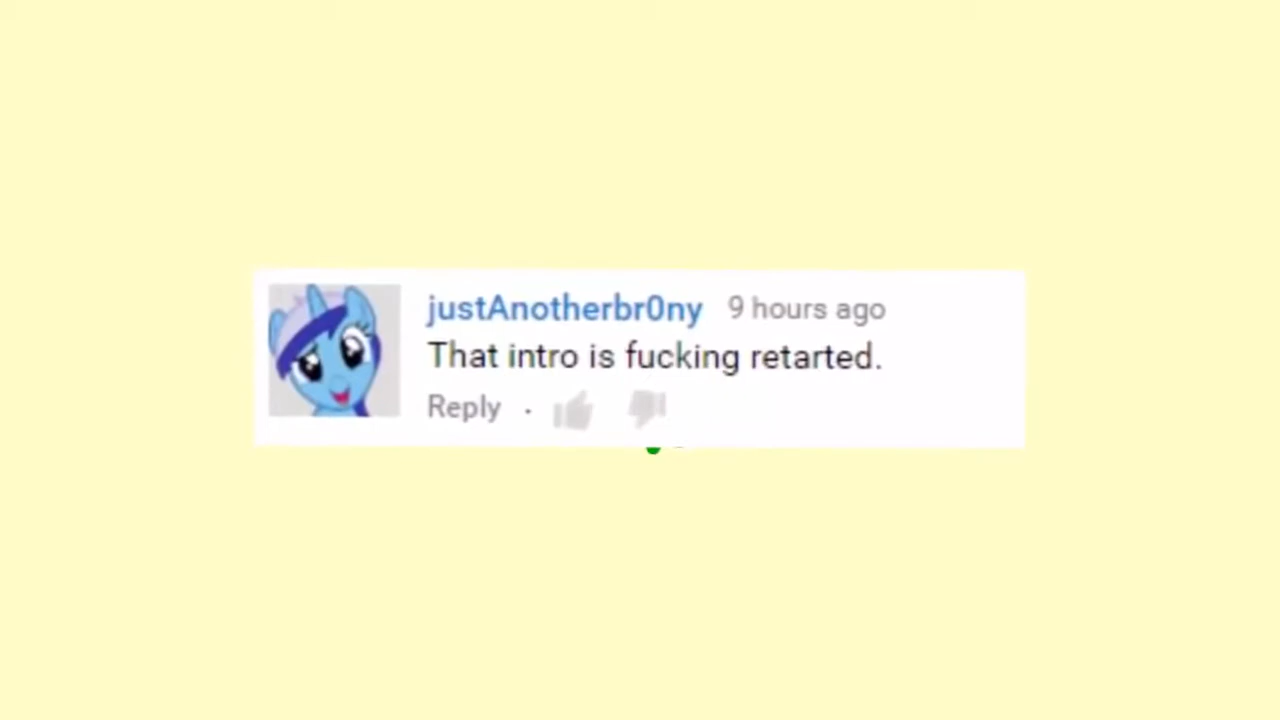 justAnotherbr0ny 9 hours ago
That intro is fucking retarted.
Reply ·